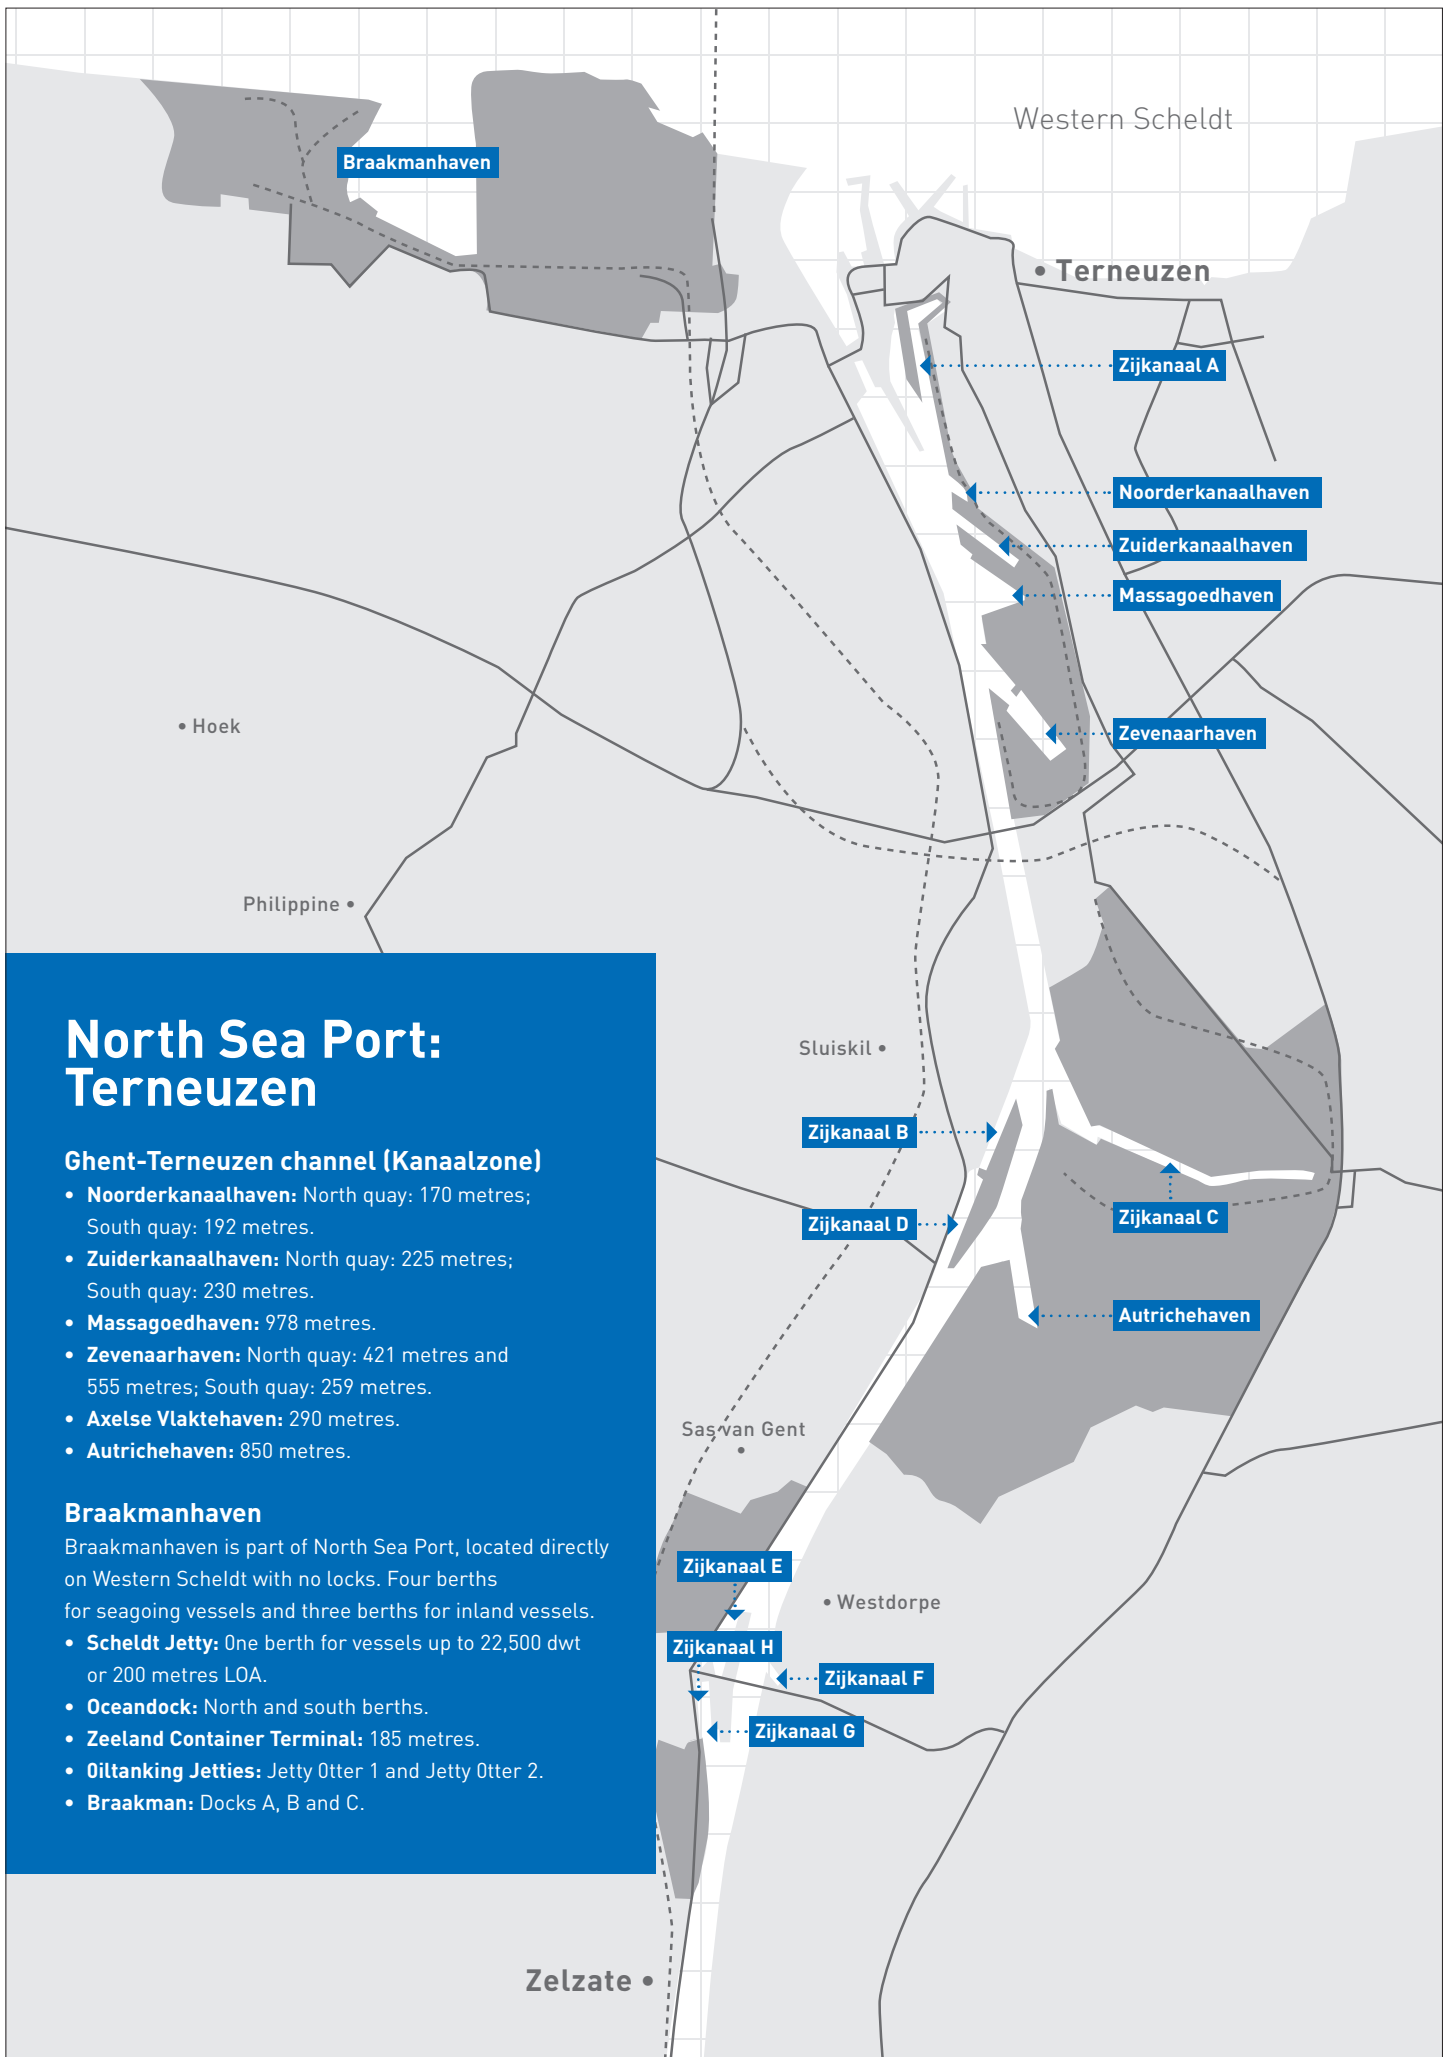 Western Scheldt
Braakmanhaven
• Terneuzen
Zijkanaal A
Noorderkanaalhaven
Zuiderkanaalhaven
Massagoedhaven
• Hoek
Zevenaarhaven
Philippine •
Sluiskil •
Zijkanaal B
Zijkanaal D
Zijkanaal C
Autrichehaven
Sas van Gent
•
Zijkanaal E
• Westdorpe
Zijkanaal H
Zijkanaal F
Zijkanaal G
Zelzate •
North Sea Port:
Terneuzen
Ghent-Terneuzen channel (Kanaalzone)
• Noorderkanaalhaven: North quay: 170 metres;
South quay: 192 metres.
• Zuiderkanaalhaven: North quay: 225 metres;
South quay: 230 metres.
• Massagoedhaven: 978 metres.
• Zevenaarhaven: North quay: 421 metres and
555 metres; South quay: 259 metres.
• Axelse Vlaktehaven: 290 metres.
• Autrichehaven: 850 metres.
Braakmanhaven
Braakmanhaven is part of North Sea Port, located directly
on Western Scheldt with no locks. Four berths
for seagoing vessels and three berths for inland vessels.
• Scheldt Jetty: One berth for vessels up to 22,500 dwt
or 200 metres LOA.
• Oceandock: North and south berths.
• Zeeland Container Terminal: 185 metres.
• Oiltanking Jetties: Jetty Otter 1 and Jetty Otter 2.
• Braakman: Docks A, B and C.